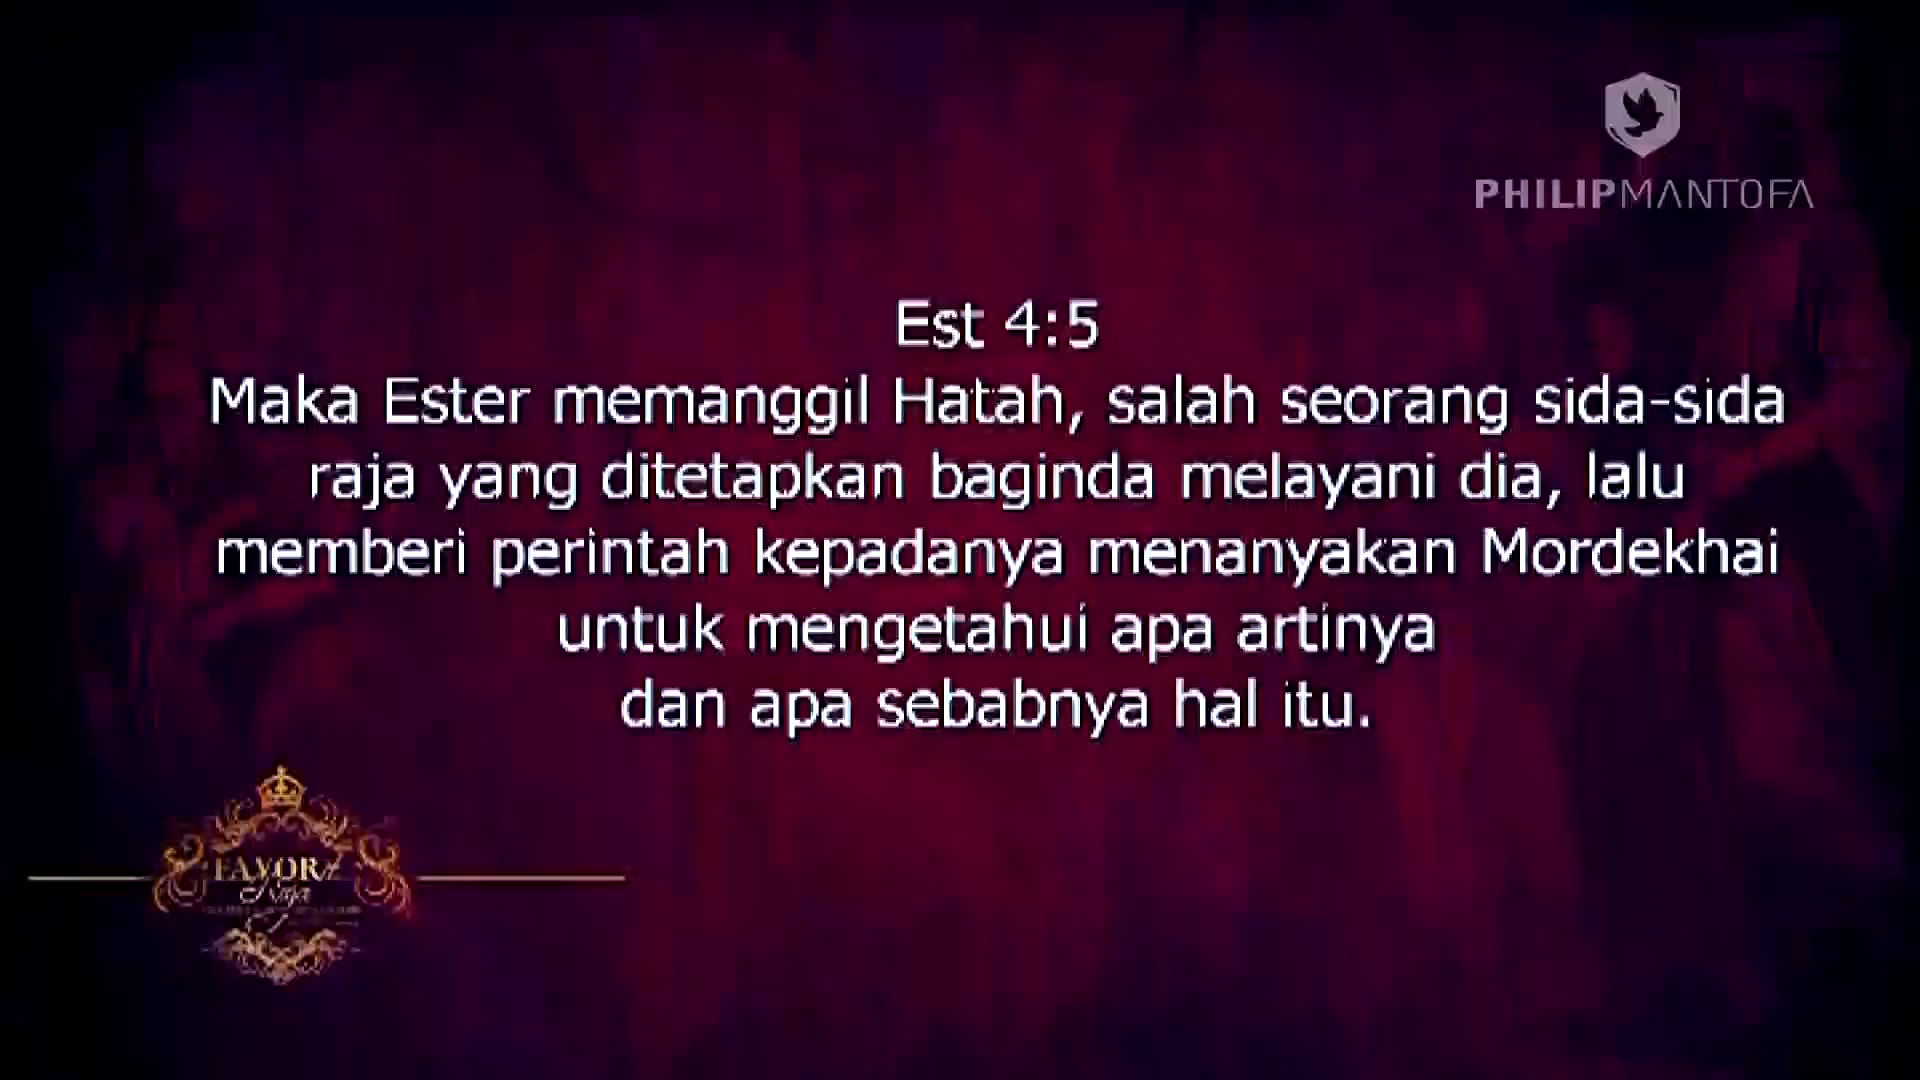 PHILIPMANTOFA
Est 4:5
Maka Ester memanggil Hatah, salah seorang sida-sida
raja yang ditetapkan baginda melayani dia, lalu
memberi perintah kepadanya menanyakan Mordekhai
untuk mengetahui apa artinya
dan apa sebabnya hal itu.
FAVOR
Raja